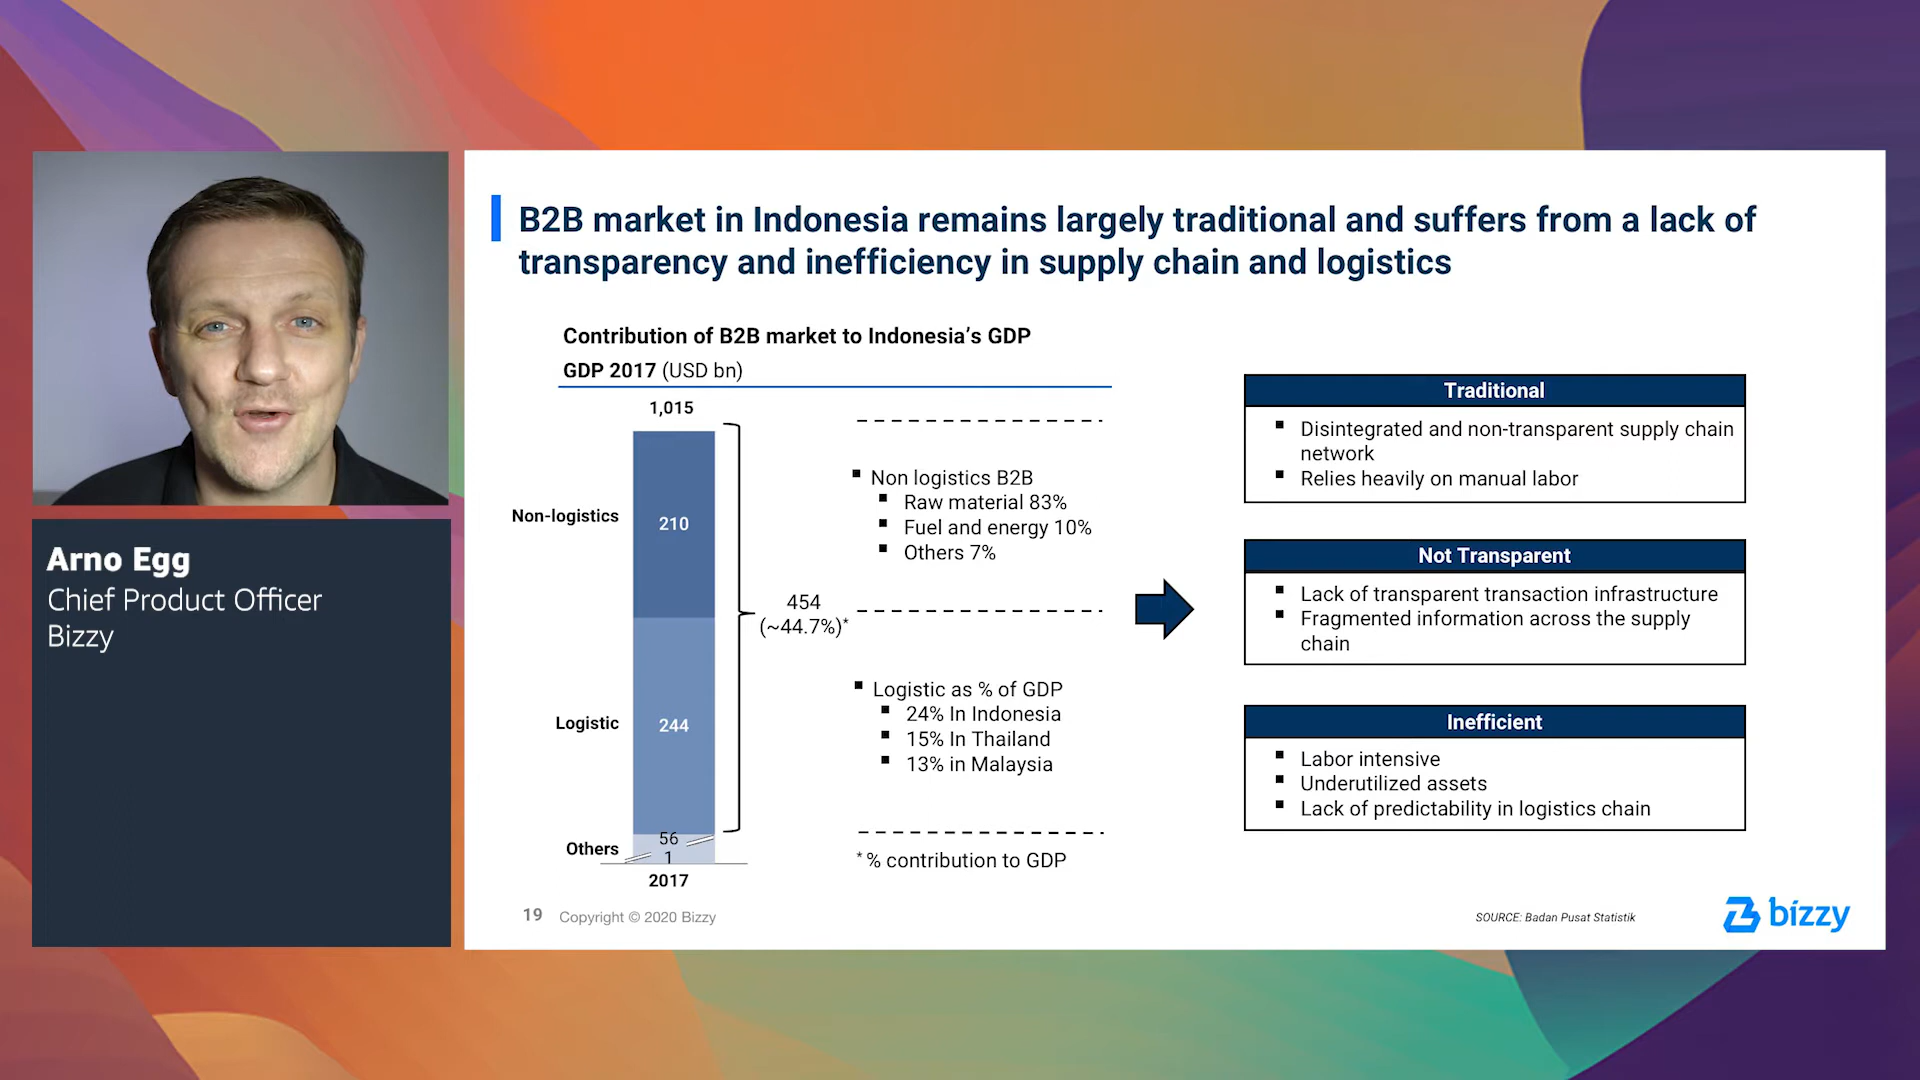 Arno Egg
Chief Product Officer
Bizzy
B2B market in Indonesia remains largely traditional and suffers from a lack of
transparency and inefficiency in supply chain and logistics
Contribution of B2B market to Indonesia's GDP
GDP 2017 (USD bn)
1,015
Non-logistics
210
Logistic
244
Others
56
1
2017
454
(~44.7%)*
Non logistics B2B
Raw material 83%
Fuel and energy 10%
Others 7%
Logistic as % of GDP
24% In Indonesia
15% In Thailand
13% in Malaysia
* % contribution to GDP
Traditional
Disintegrated and non-transparent supply chain
network
Relies heavily on manual labor
Not Transparent
Lack of transparent transaction infrastructure
Fragmented information across the supply
chain
Inefficient
Labor intensive
Underutilized assets
Lack of predictability in logistics chain
19 Copyright © 2020 Bizzy
SOURCE: Badan Pusat Statistik
bizzy